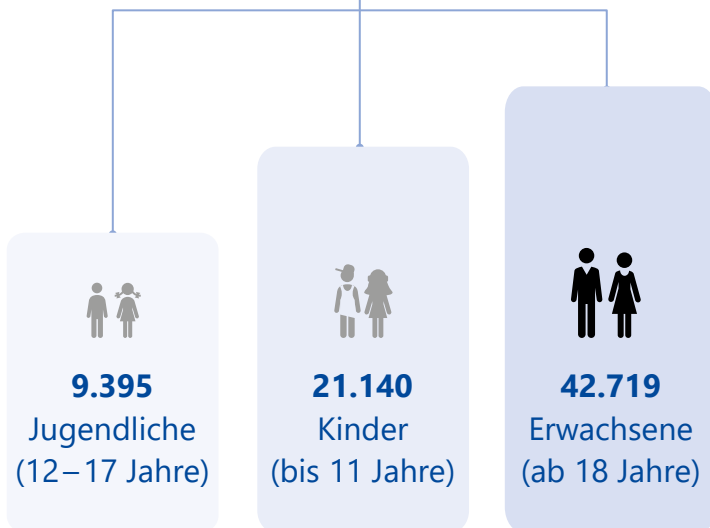 9.395
Jugendliche
(12–17 Jahre)
21.140
Kinder
(bis 11 Jahre)
42.719
Erwachsene
(ab 18 Jahre)